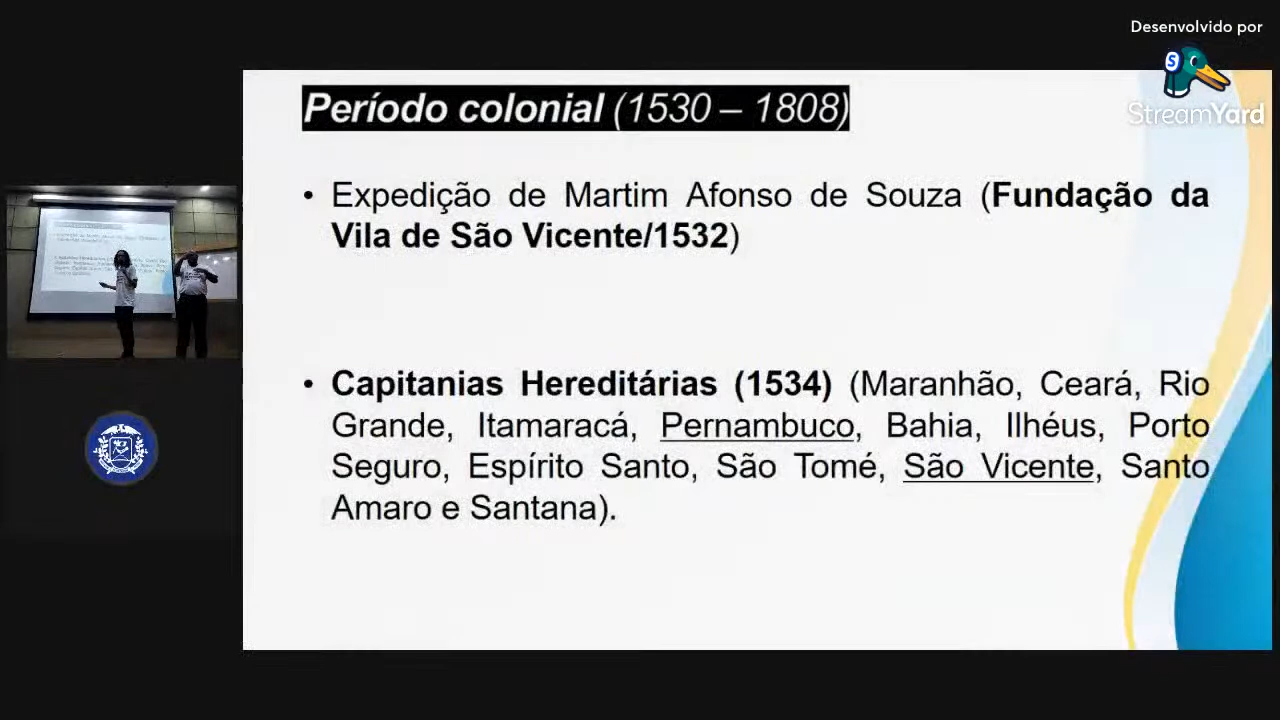 Desenvolvido por
StreamYard
Período colonial (1530 – 1808)
• Expedição de Martim Afonso de Souza (Fundação da
Vila de São Vicente/1532)
• Capitanias Hereditárias (1534) (Maranhão, Ceará, Rio
Grande, Itamaracá, Pernambuco, Bahia, Ilhéus, Porto
Seguro, Espírito Santo, São Tomé, São Vicente, Santo
Amaro e Santana).